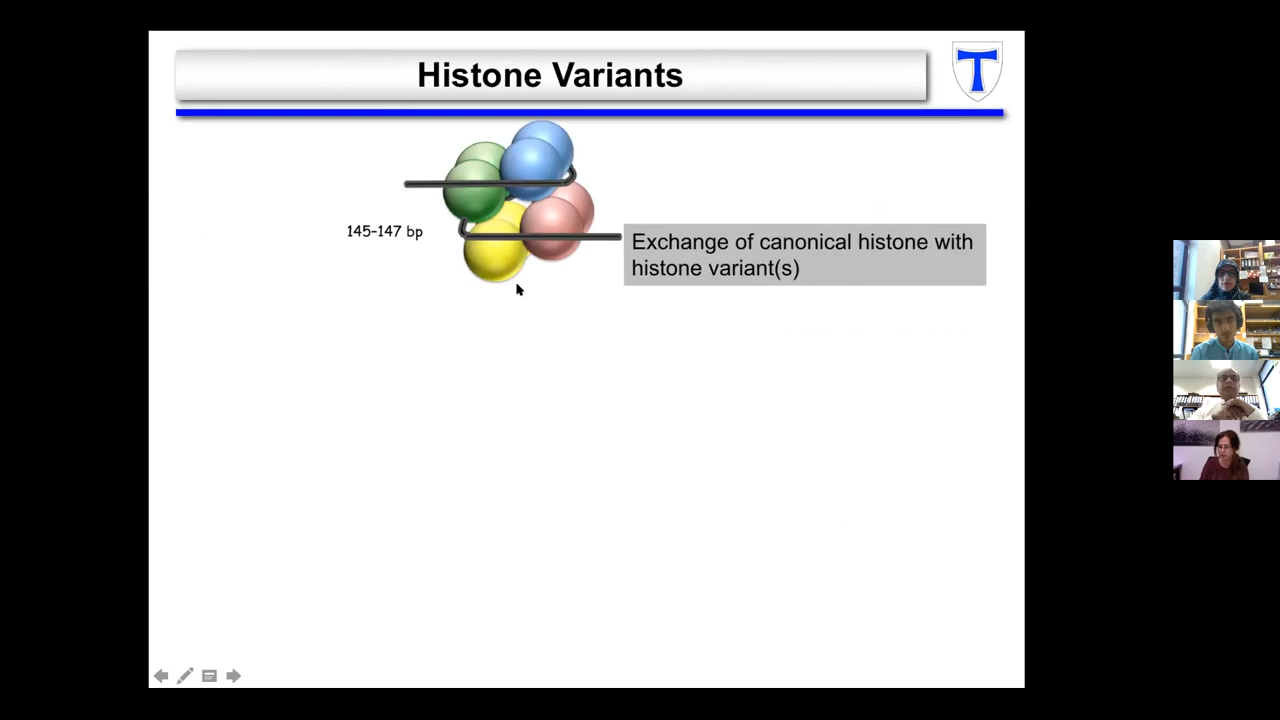 Histone Variants
T
145-147 bp
Exchange of canonical histone with
histone variant(s)